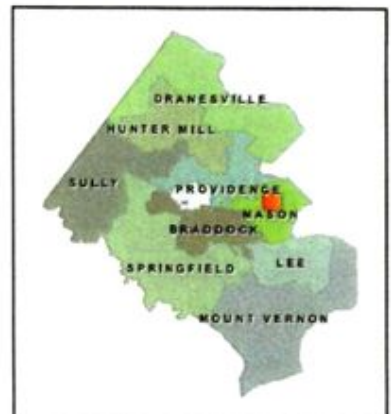 DRANESVILLE
HUNTER MILL
SULLY
PROVIDENCE
MASON
BRADDOCK
SPRINGFIELD
LEE
MOUNT VERNON